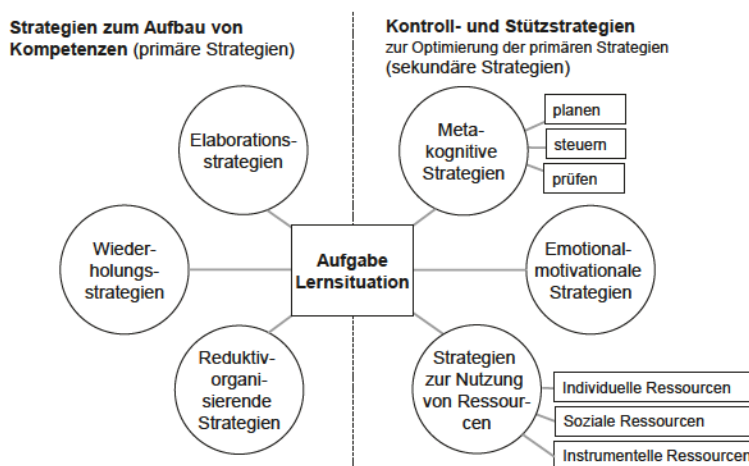 Strategien zum Aufbau von
Kompetenzen (primäre Strategien)
Kontroll- und Stützstrategien
zur Optimierung der primären Strategien
(sekundäre Strategien)
Elaborations-
strategien
Wieder-
holungs-
strategien
Reduktiv-
organi-
sierende
Strategien
Aufgabe
Lernsituation
Meta-
kognitive
Strategien
planen
steuern
prüfen
Emotional-
motivationale
Strategien
Strategien
zur Nutzung
von Ressour-
cen
Individuelle Ressourcen
Soziale Ressourcen
Instrumentelle Ressourcen